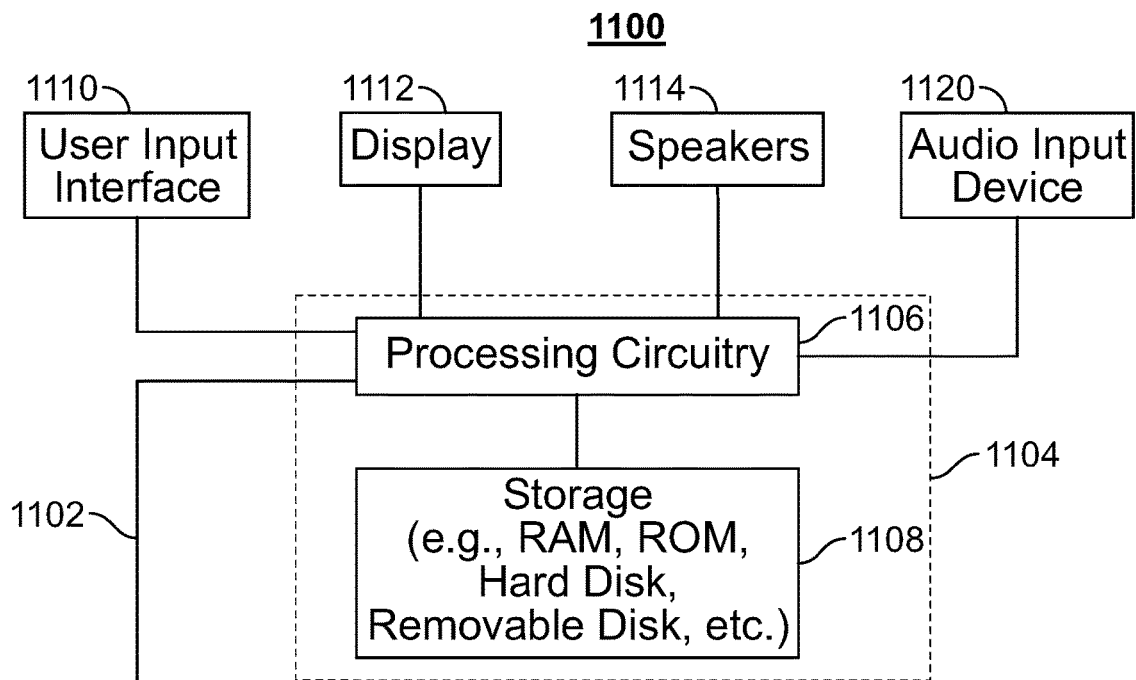 1100
1110
1112
1114
1120
User Input
Interface
Display
Speakers
Audio Input
Device
1106
Processing Circuitry
1104
1102
Storage
(e.g., RAM, ROM,
Hard Disk,
Removable Disk, etc.)
1108